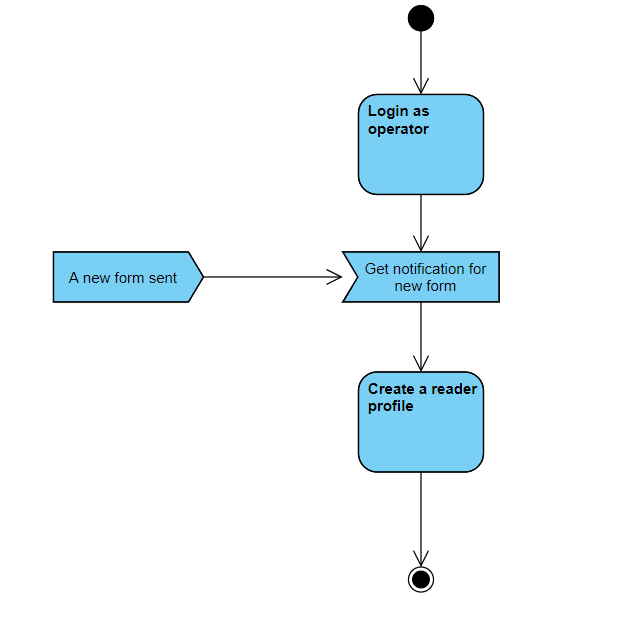 Login as
operator
A new form sent
Get notification for
new form
Create a reader
profile